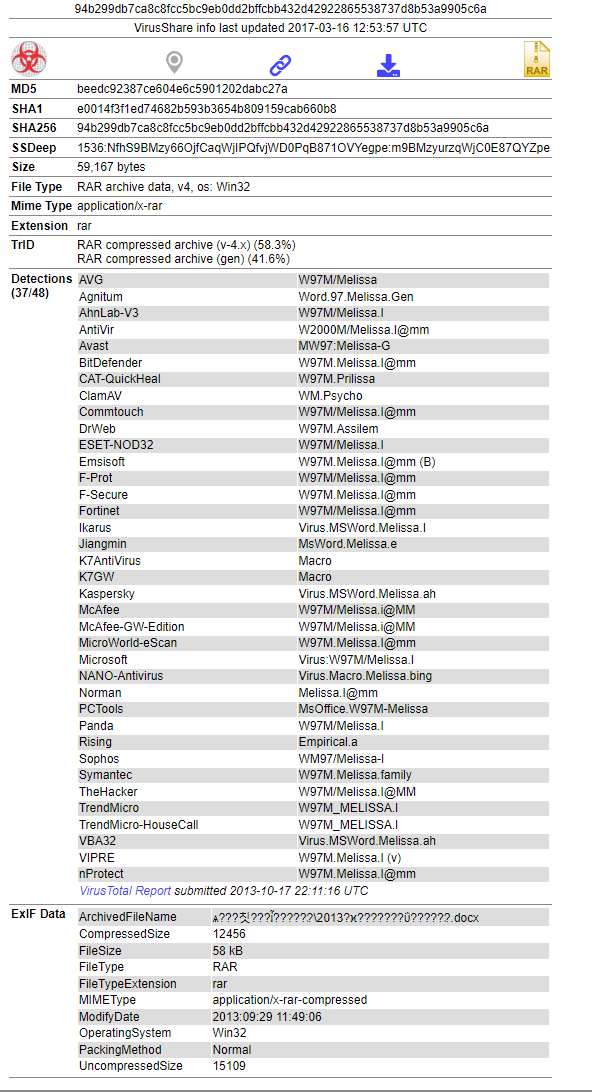 94b299db7ca8c8fcc5bc9eb0dd2bffcbb432d42922865538737d8b53a9905c6a
VirusShare info last updated 2017-03-16 12:53:57 UTC
RAR
MD5 beedc92387ce604e6c5901202dabc27a
SHA1 e0014f3f1ed74682b593b3654b809159cab660b8
SHA256 94b299db7ca8c8fcc5bc9eb0dd2bffcbb432d42922865538737d8b53a9905c6a
SSDeep 1536:NfhS9BMzy66OjfCaqWjIPQfvjWD0PqB871OVYegpe:m9BMzyurzqWjC0E87QYZpe
Size 59,167 bytes
File Type RAR archive data, v4, os: Win32
Mime Type application/x-rar
Extension rar
TrID RAR compressed archive (v-4.x) (58.3%)
RAR compressed archive (gen) (41.6%)
Detections AVG W97M/Melissa
(37/48) Agnitum Word.97.Melissa.Gen
AhnLab-V3 W97M/Melissa.I
AntiVir W2000M/Melissa.I@mm
Avast MW97:Melissa-G
BitDefender W97M.Melissa.I@mm
CAT-QuickHeal W97M.Prilissa
ClamAV WM.Psycho
Commtouch W97M/Melissa.I@mm
DrWeb W97M.Assilem
ESET-NOD32 W97M/Melissa.I
Emsisoft W97M.Melissa.I@mm (B)
F-Prot W97M/Melissa.I@mm
F-Secure W97M.Melissa.I@mm
Fortinet W97M/Melissa.I@mm
Ikarus Virus.MSWord.Melissa.I
Jiangmin MsWord.Melissa.e
K7AntiVirus Macro
K7GW Macro
Kaspersky Virus.MSWord.Melissa.ah
McAfee W97M/Melissa.i@MM
McAfee-GW-Edition W97M/Melissa.i@MM
MicroWorld-eScan W97M.Melissa.I@mm
Microsoft Virus:W97M/Melissa.I
NANO-Antivirus Virus.Macro.Melissa.bing
Norman Melissa.I@mm
PCTools MsOffice.W97M-Melissa
Panda W97M/Melissa.I
Rising Empirical.a
Sophos WM97/Melissa-I
Symantec W97M.Melissa.family
TheHacker W97M/Melissa.I@MM
TrendMicro W97M_MELISSA.I
TrendMicro-HouseCall W97M_MELISSA.I
VBA32 Virus.MSWord.Melissa.ah
VIPRE W97M.Melissa.I (v)
nProtect W97M.Melissa.I@mm
VirusTotal Report submitted 2013-10-17 22:11:16 UTC
ExIF Data ArchivedFileName .docx
CompressedSize 12456
FileSize 58 kB
FileType RAR
FileTypeExtension rar
MIMEType application/x-rar-compressed
ModifyDate 2013:09:29 11:49:06
OperatingSystem Win32
PackingMethod Normal
UncompressedSize 15109